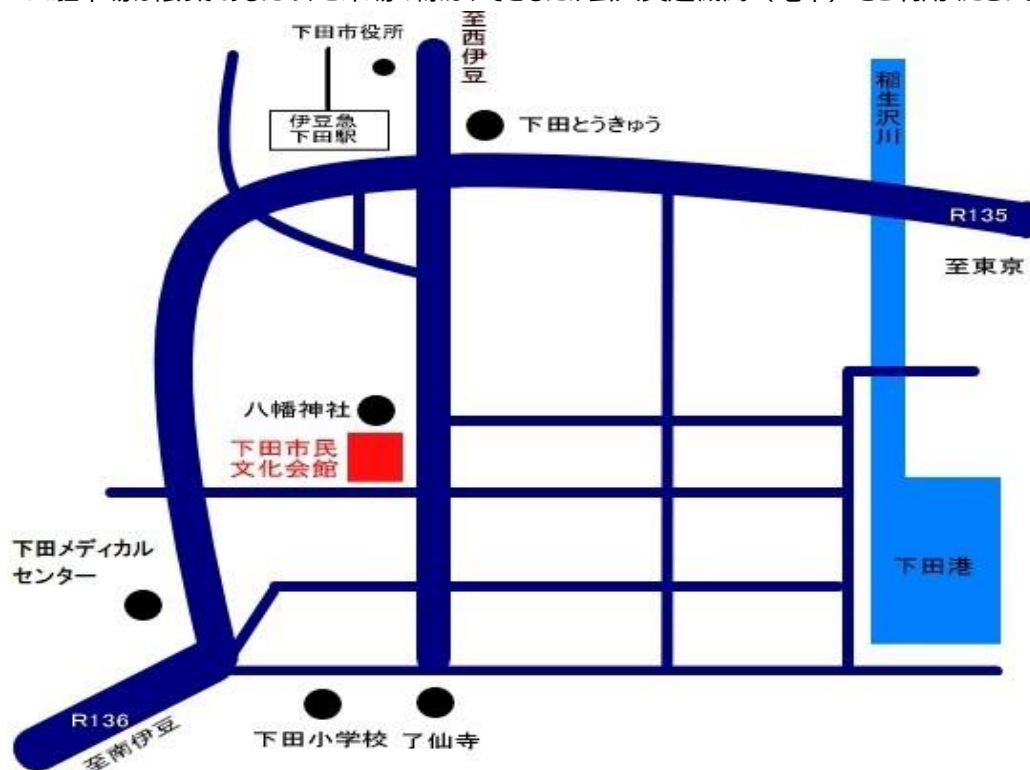 下田市役所
至西伊豆
伊豆急
下田駅
下田とうきゅう
稲生沢川
R135
至東京
八幡神社
下田市民
文化会館
下田メディカル
センター
下田港
R136
至南伊豆
下田小学校
了仙寺